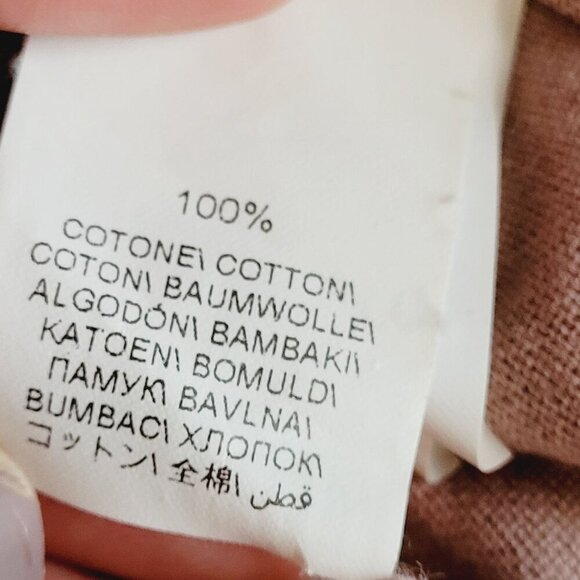 100%
COTONE\ COTTON\
COTON\ BAUMWOLLE\
ALGODÓN\ BAMBAKI\
KATOEN\ BOMULD\
ПАМУК\ BAVLNA\
BUMBAC\ ХЛОПОК\
コットン\ 全棉\ قطن